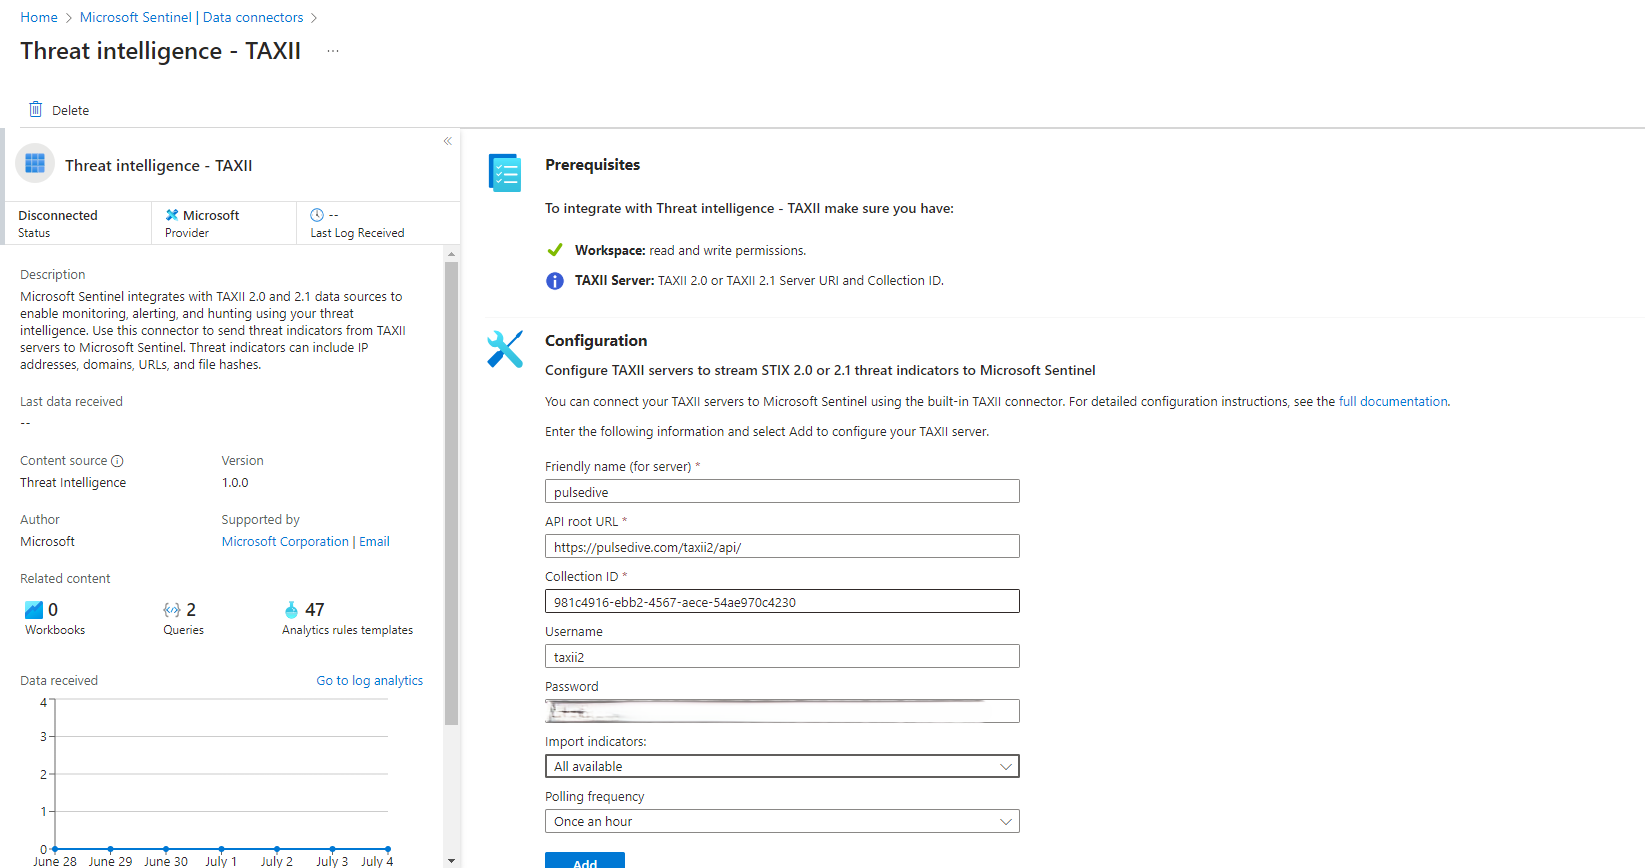 Home > Microsoft Sentinel | Data connectors >
Threat intelligence - TAXII ...
Delete
«
Threat intelligence - TAXII
Disconnected
Status
Microsoft
Provider
--
Last Log Received
Description
Microsoft Sentinel integrates with TAXII 2.0 and 2.1 data sources to
enable monitoring, alerting, and hunting using your threat
intelligence. Use this connector to send threat indicators from TAXII
servers to Microsoft Sentinel. Threat indicators can include IP
addresses, domains, URLs, and file hashes.
Last data received
--
Content source
Version
Threat Intelligence
1.0.0
Author
Supported by
Microsoft
Microsoft Corporation | Email
Related content
0
Workbooks
2
Queries
47
Analytics rules templates
Data received
Go to log analytics
4
3
2
1
0
June 28 June 29 June 30 July 1 July 2 July 3 July 4
Prerequisites
To integrate with Threat intelligence - TAXII make sure you have:
Workspace: read and write permissions.
TAXII Server: TAXII 2.0 or TAXII 2.1 Server URI and Collection ID.
Configuration
Configure TAXII servers to stream STIX 2.0 or 2.1 threat indicators to Microsoft Sentinel
You can connect your TAXII servers to Microsoft Sentinel using the built-in TAXII connector. For detailed configuration instructions, see the full documentation.
Enter the following information and select Add to configure your TAXII server.
Friendly name (for server) *
pulsedive
API root URL *
https://pulsedive.com/taxii2/api/
Collection ID *
981c4916-ebb2-4567-aece-54ae970c4230
Username
taxii2
Password
Import indicators:
All available
Polling frequency
Once an hour
Add